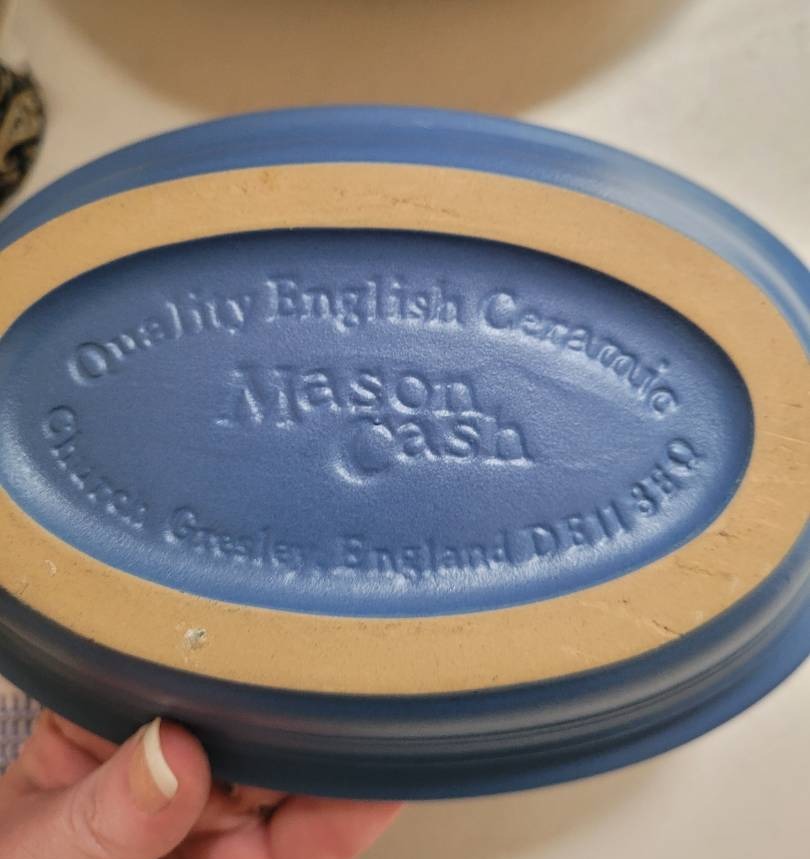 Quality English Ceramic
Mason
Cash
Church Gresley, England DE11 8EQ